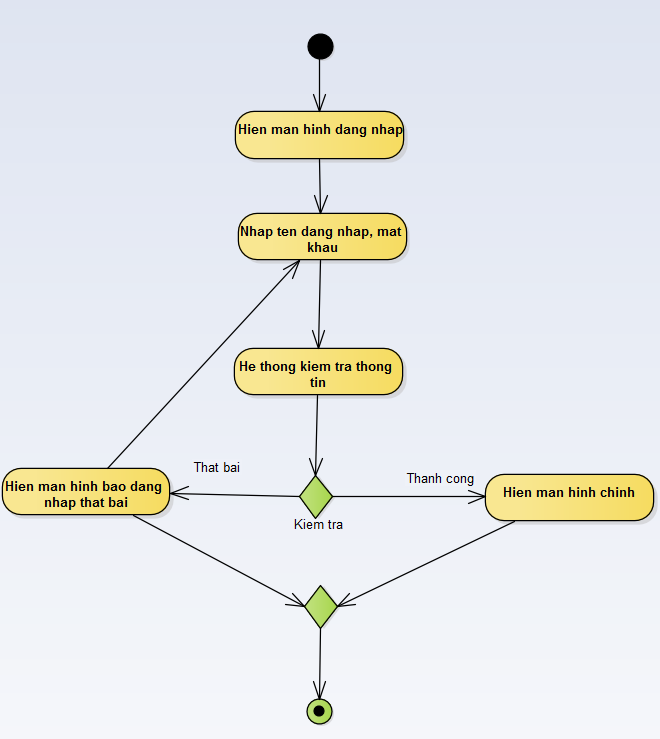 Hien man hinh dang nhap
Nhap ten dang nhap, mat
khau
He thong kiem tra thong
tin
That bai
Thanh cong
Hien man hinh bao dang
nhap that bai
Hien man hinh chinh
Kiem tra